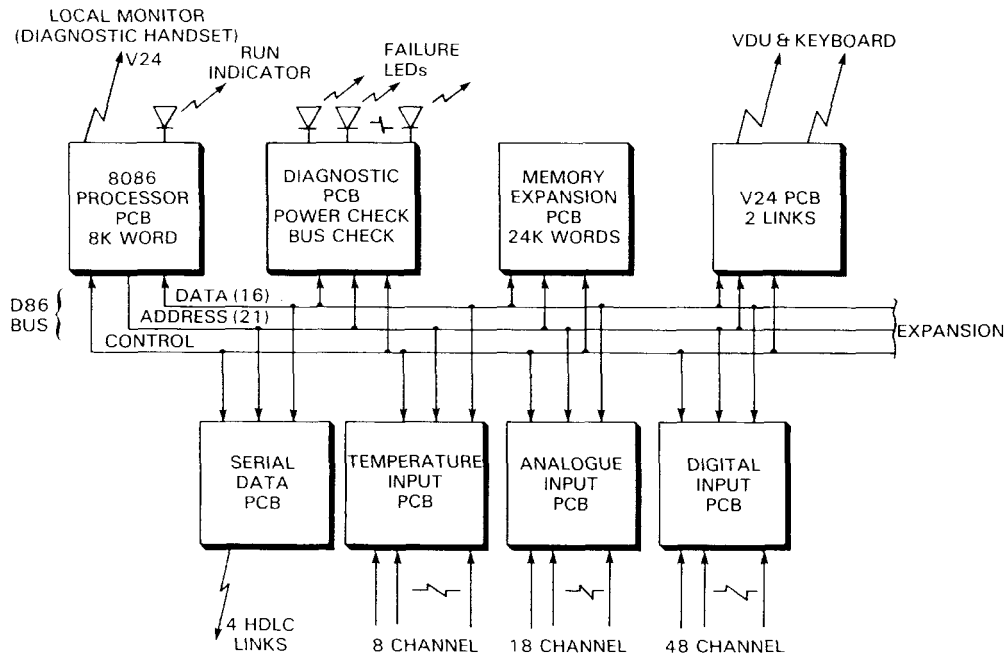 LOCAL MONITOR
(DIAGNOSTIC HANDSET)
V24
RUN
INDICATOR
FAILURE
LEDs
VDU & KEYBOARD
8086
PROCESSOR
PCB
8K WORD
DIAGNOSTIC
PCB
POWER CHECK
BUS CHECK
MEMORY
EXPANSION
PCB
24K WORDS
V24 PCB
2 LINKS
D86
BUS
DATA (16)
ADDRESS (21)
CONTROL
EXPANSION
SERIAL
DATA
PCB
TEMPERATURE
INPUT
PCB
ANALOGUE
INPUT
PCB
DIGITAL
INPUT
PCB
4 HDLC
LINKS
8 CHANNEL
18 CHANNEL
48 CHANNEL